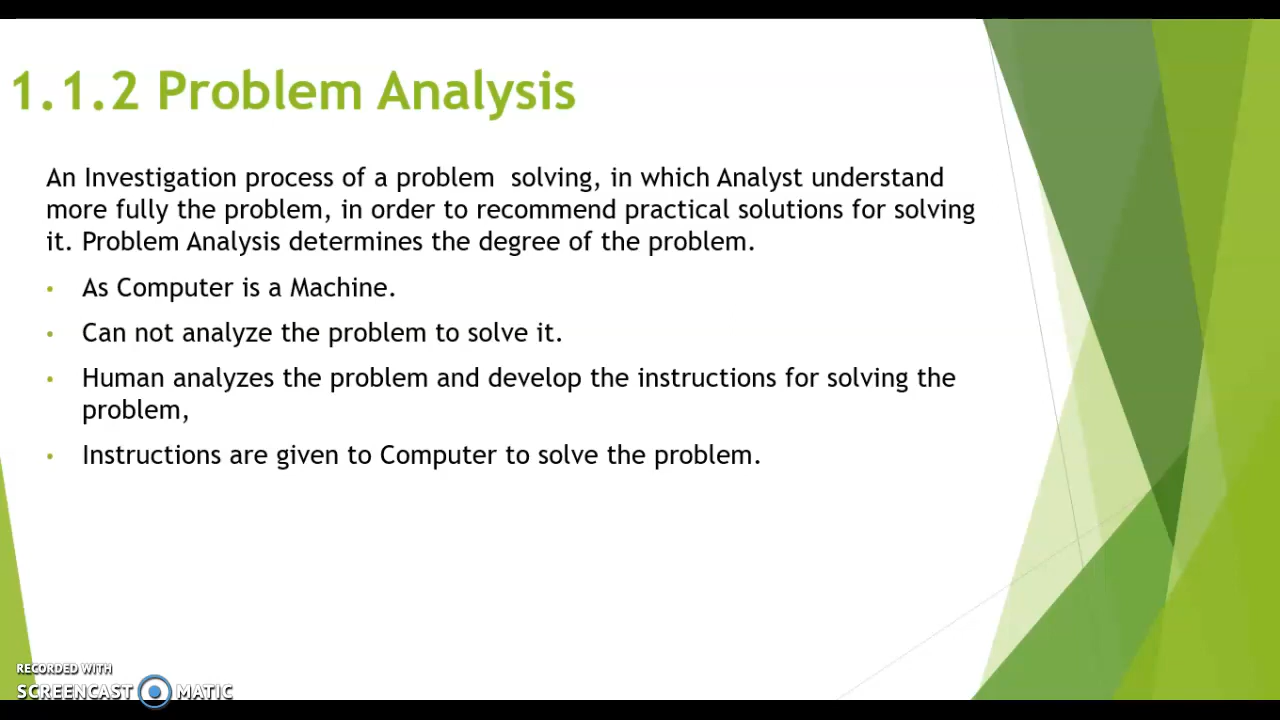 1.1.2 Problem Analysis
An Investigation process of a problem  solving, in which Analyst understand
more fully the problem, in order to recommend practical solutions for solving
it. Problem Analysis determines the degree of the problem.
• As Computer is a Machine.
• Can not analyze the problem to solve it.
• Human analyzes the problem and develop the instructions for solving the
problem,
• Instructions are given to Computer to solve the problem.
RECORDED WITH
SCREENCAST MATIC